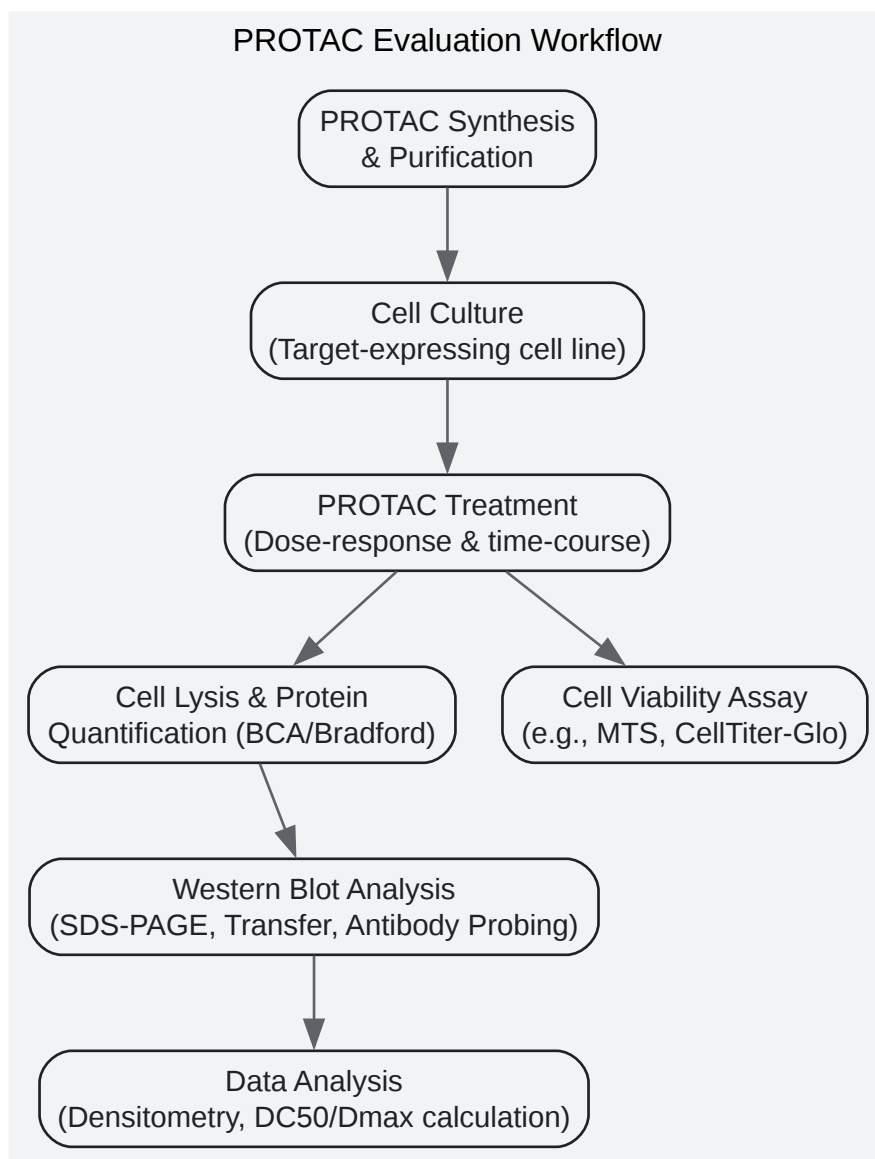 PROTAC Evaluation Workflow
PROTAC Synthesis
& Purification
Cell Culture
(Target-expressing cell line)
PROTAC Treatment
(Dose-response & time-course)
Cell Lysis & Protein
Quantification (BCA/Bradford)
Cell Viability Assay
(e.g., MTS, CellTiter-Glo)
Western Blot Analysis
(SDS-PAGE, Transfer, Antibody Probing)
Data Analysis
(Densitometry, DC50/Dmax calculation)